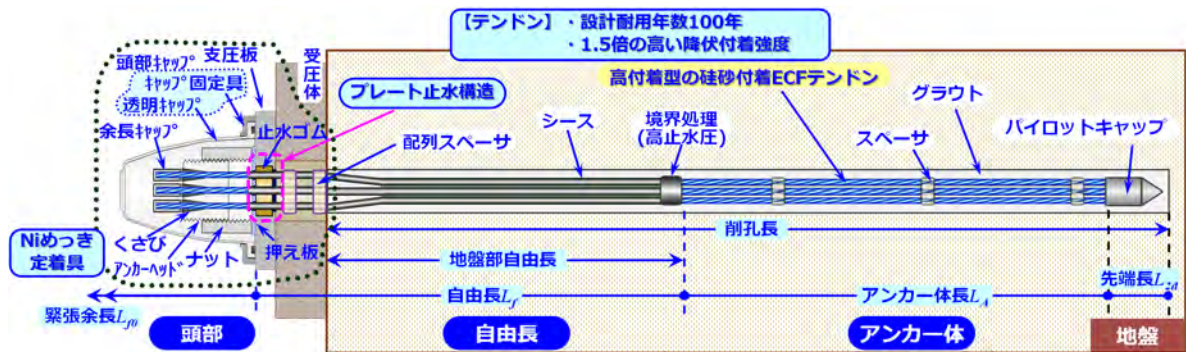 【テンドン】 ・設計耐用年数100年
・1.5倍の高い降伏付着強度
支圧板
受圧体
頭部ｷｬｯﾌﾟ
ｷｬｯﾌﾟ固定具
透明ｷｬｯﾌﾟ
余長ｷｬｯﾌﾟ
止水ゴム
プレート止水構造
配列スペーサ
シース
境界処理
(高止水圧)
高付着型の硅砂付着ECFテンドン
スペーサ
グラウト
パイロットキャップ
Niめっき
定着具
くさび
ｱﾝｶｰﾍｯﾄﾞ
ナット
押え板
削孔長
地盤部自由長
緊張余長Lf0
自由長Lf
アンカー体長LA
先端長Lad
頭部
自由長
アンカー体
地盤